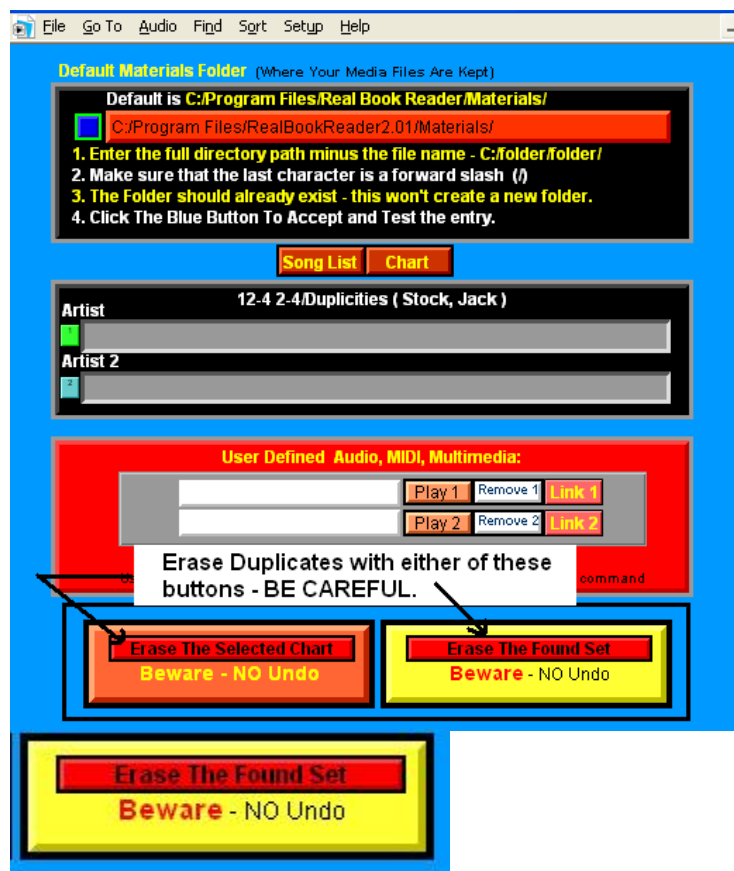 File Go To Audio Find Sort Setup Help
Default Materials Folder (Where Your Media Files Are Kept)
Default is C:/Program Files/Real Book Reader/Materials/
C:/Program Files/RealBookReader2.01/Materials/
1. Enter the full directory path minus the file name - C:/folder/folder/
2. Make sure that the last character is a forward slash (/)
3. The Folder should already exist - this won't create a new folder.
4. Click The Blue Button To Accept and Test the entry.
Song List Chart
12-4 2-4/Duplicities ( Stock, Jack )
Artist
1
Artist 2
2
User Defined Audio, MIDI, Multimedia:
Play 1 Remove 1 Link 1
Play 2 Remove 2 Link 2
Erase Duplicates with either of these
buttons - BE CAREFUL.
command
Erase The Selected Chart
Beware - NO Undo
Erase The Found Set
Beware - NO Undo
Erase The Found Set
Beware - NO Undo